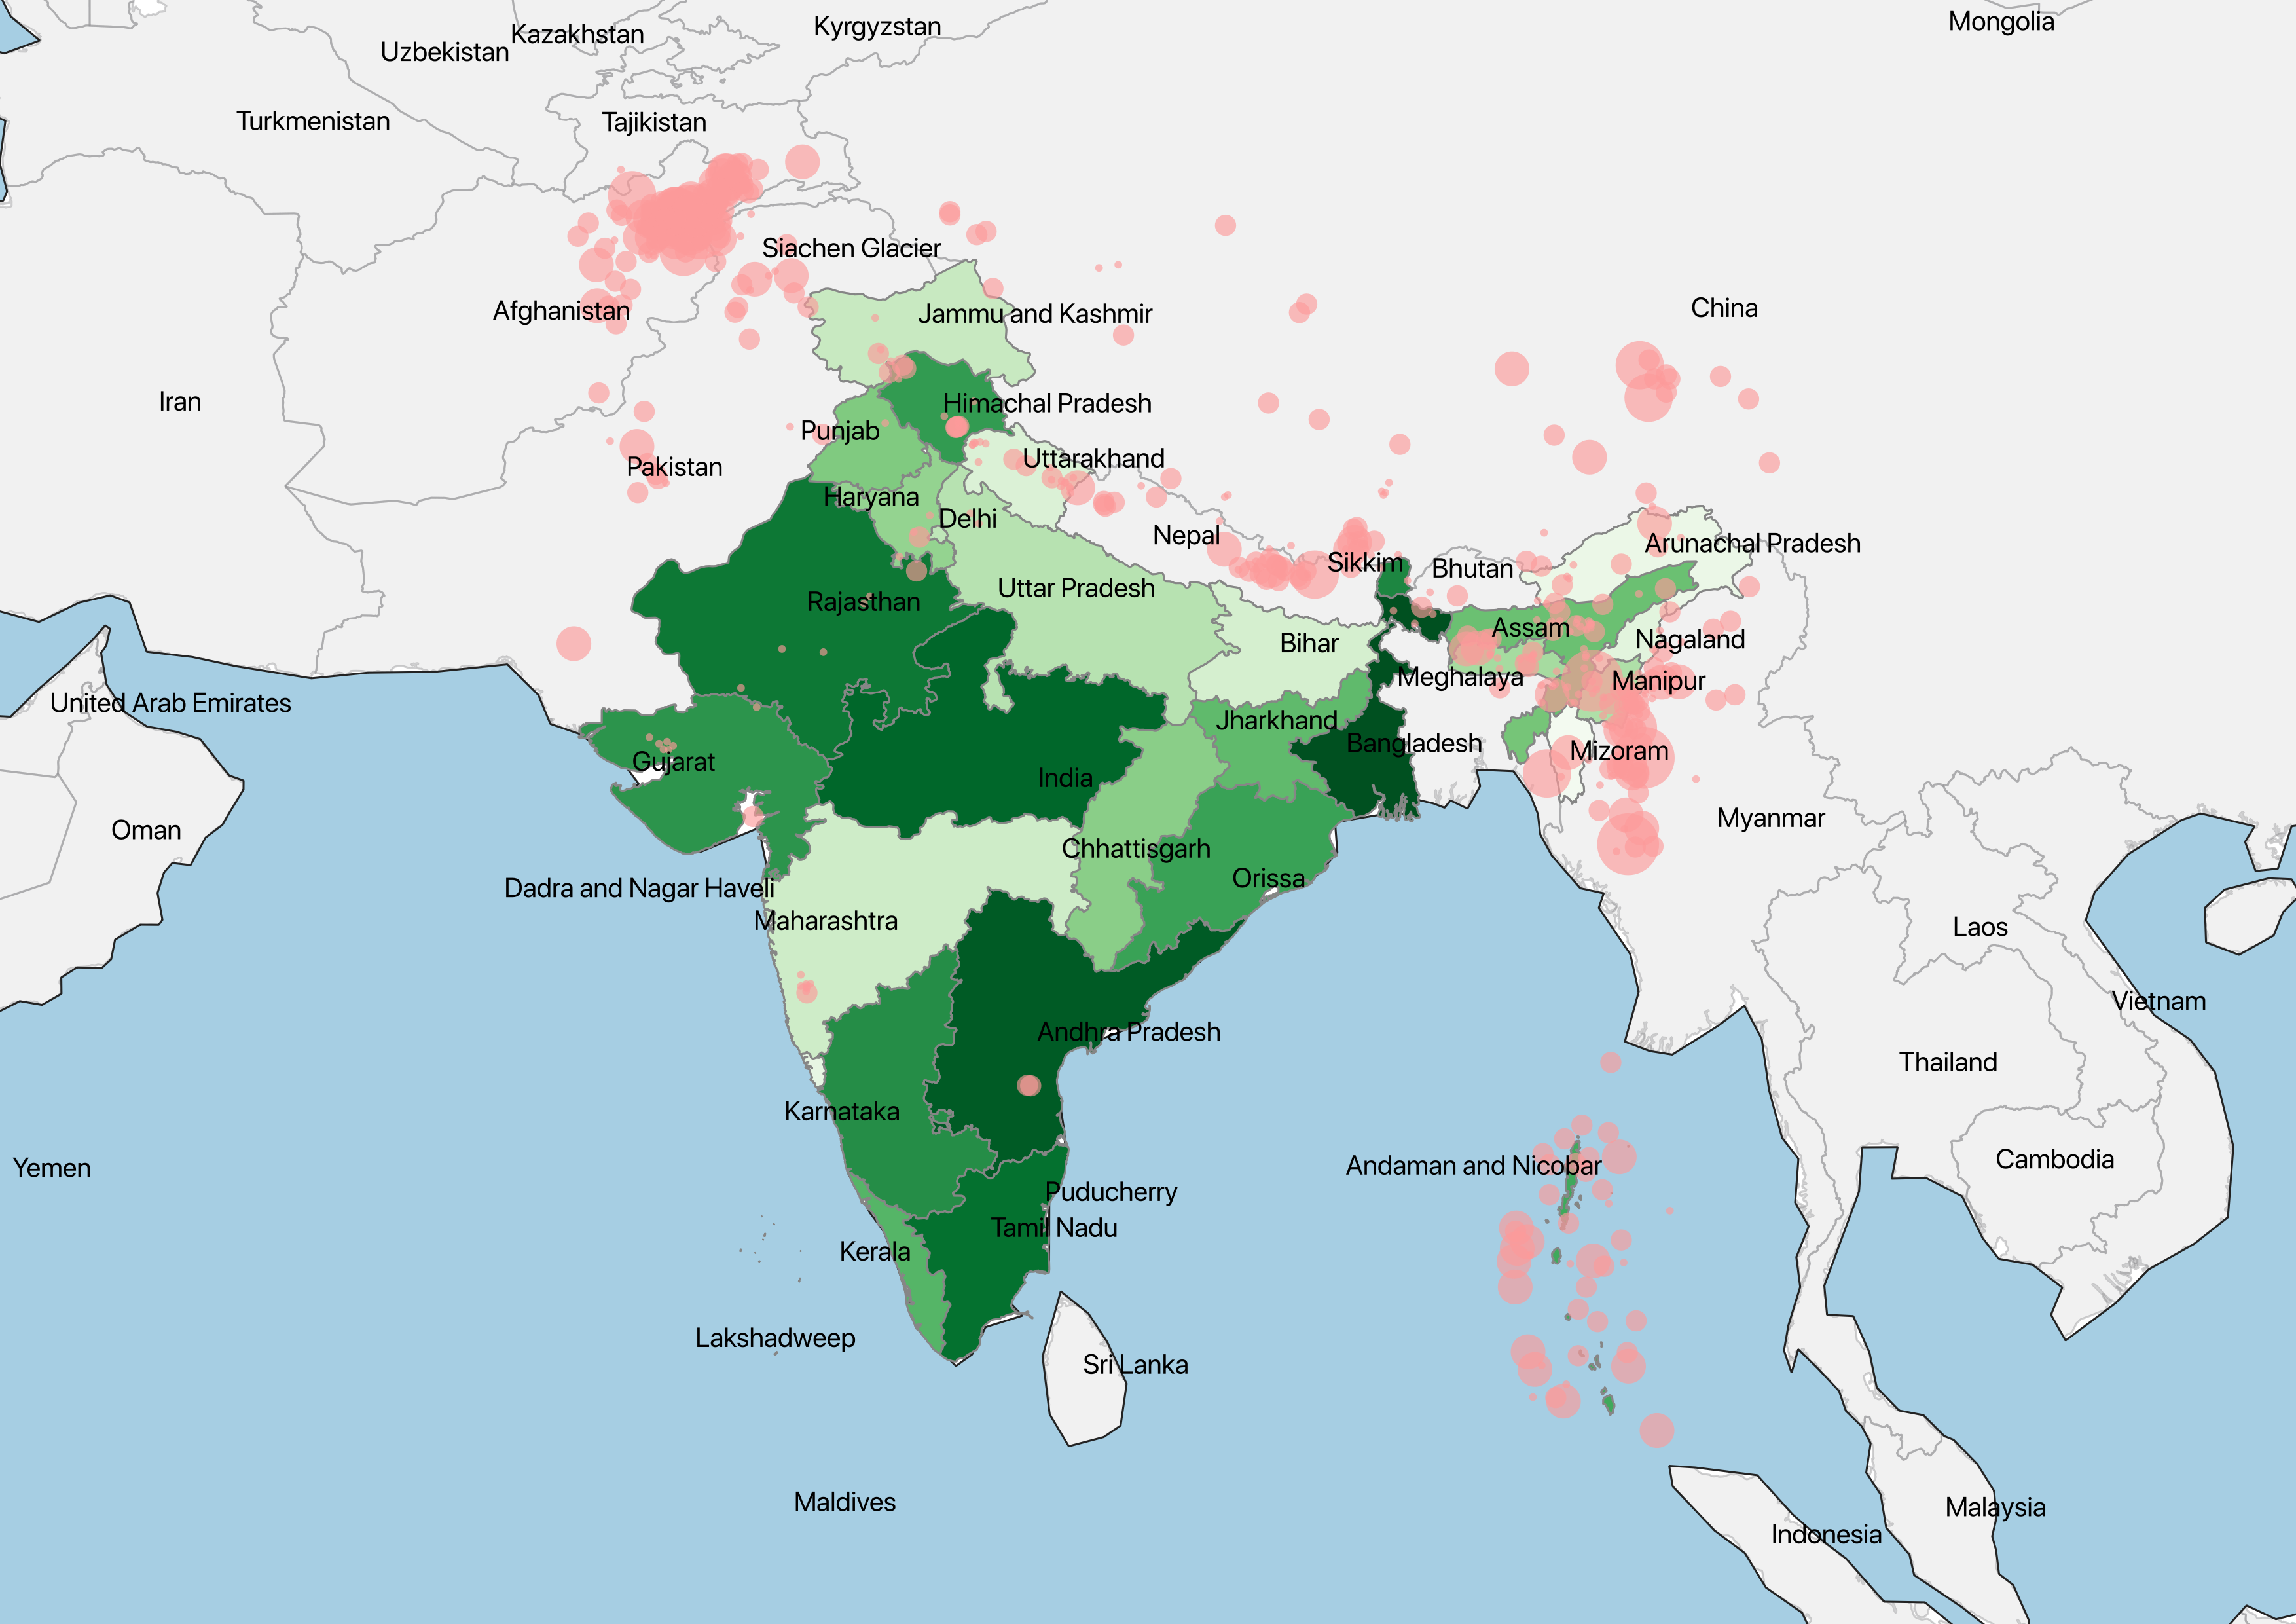 Mongolia
Kyrgyzstan
Kazakhstan
Uzbekistan
Turkmenistan
Tajikistan
Siachen Glacier
Afghanistan
Jammu and Kashmir
China
Iran
Himachal Pradesh
Punjab
Uttarakhand
Pakistan
Haryana
Delhi
Nepal
Arunachal Pradesh
Sikkim
Bhutan
Uttar Pradesh
Rajasthan
Assam
Bihar
Nagaland
Meghalaya
Manipur
United Arab Emirates
Jharkhand
Bangladesh
Mizoram
Gujarat
India
Myanmar
Oman
Chhattisgarh
Orissa
Dadra and Nagar Haveli
Maharashtra
Laos
Vietnam
Andhra Pradesh
Thailand
Karnataka
Cambodia
Andaman and Nicobar
Yemen
Puducherry
Tamil Nadu
Kerala
Lakshadweep
Sri Lanka
Maldives
Malaysia
Indonesia